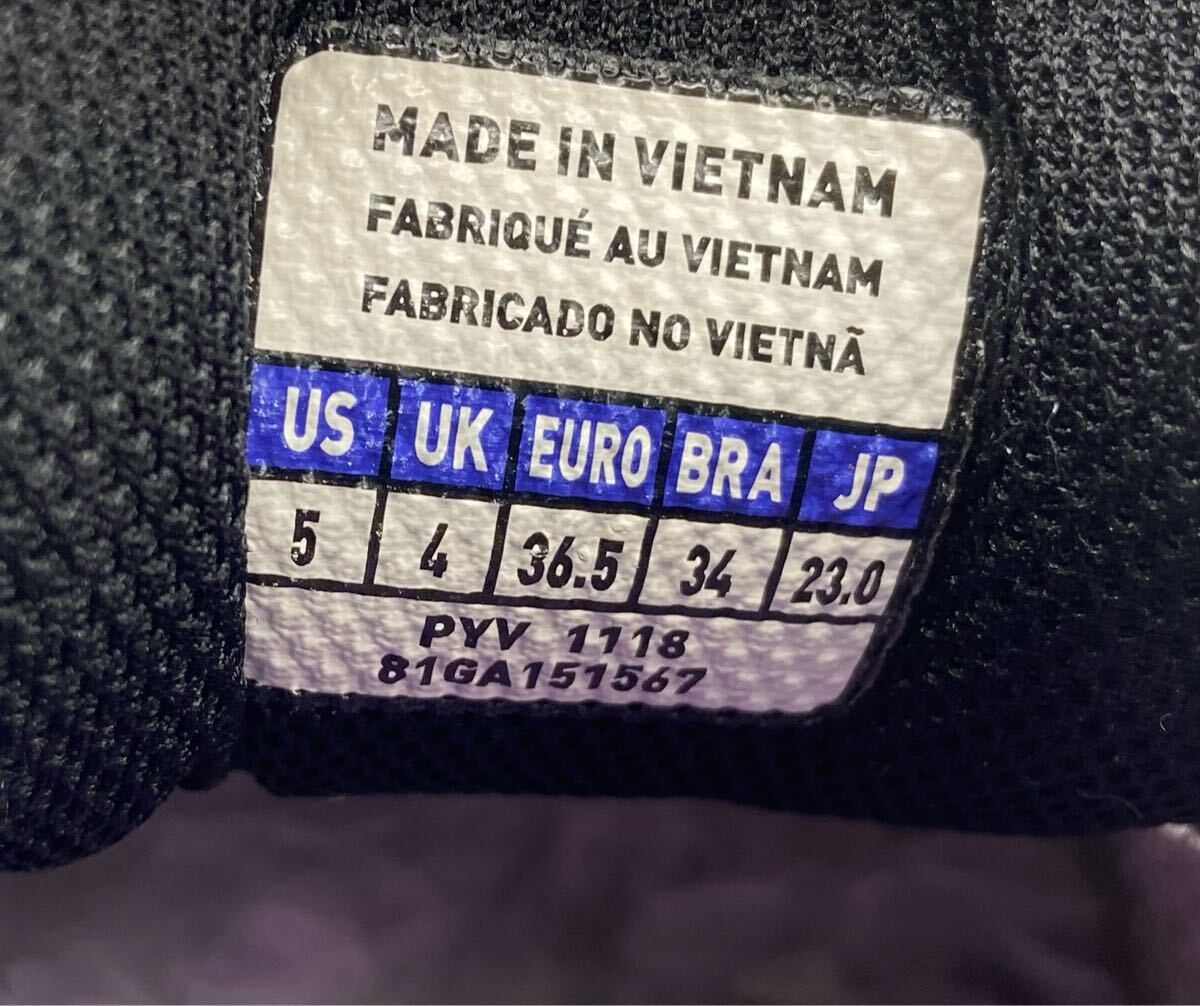 MADE IN VIETNAM
FABRIQUÉ AU VIETNAM
FABRICADO NO VIETNÃ
US UK EURO BRA JP
5 4 36.5 34 23.0
PYV 1118
81GA151567